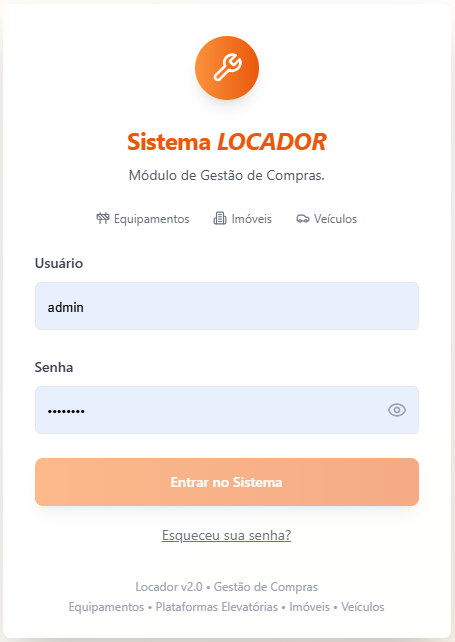 Sistema LOCADOR
Módulo de Gestão de Compras.
Equipamentos Imóveis Veículos
Usuário
admin
Senha
••••••••
Entrar no Sistema
Esqueceu sua senha?
Locador v2.0 • Gestão de Compras
Equipamentos • Plataformas Elevatórias • Imóveis • Veículos